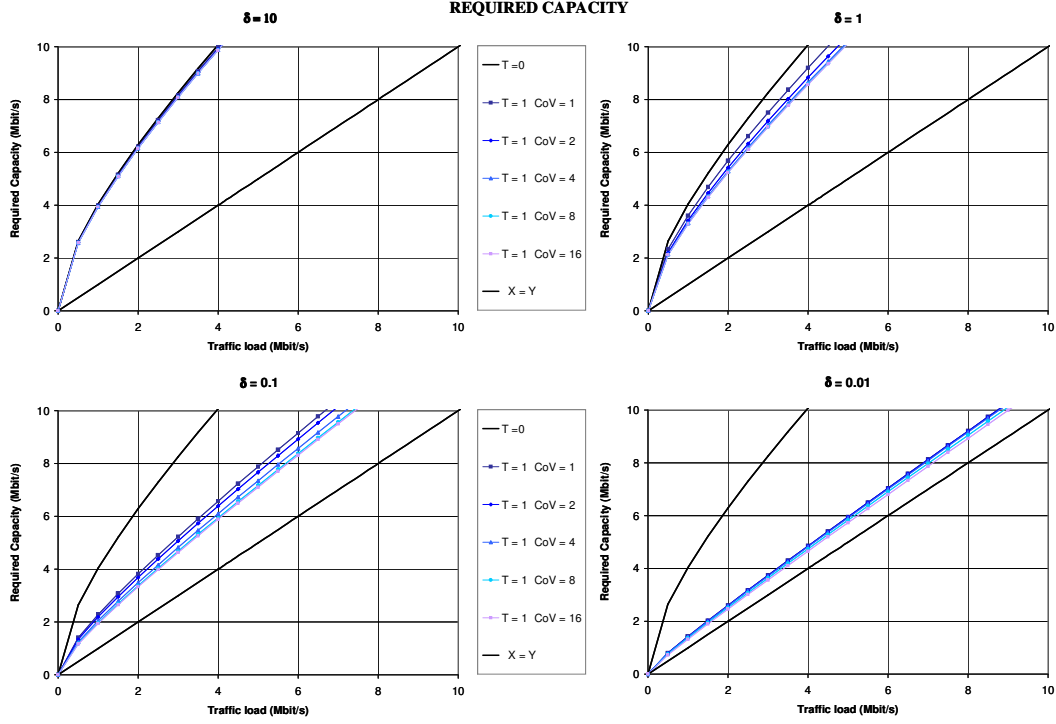 REQUIRED CAPACITY
δ = 10
10
8
6
4
2
0
0 2 4 6 8 10
Required Capacity (Mbit/s)
Traffic load (Mbit/s)
T =0
T = 1 CoV = 1
T = 1 CoV = 2
T = 1 CoV = 4
T = 1 CoV = 8
T = 1 CoV = 16
X = Y
δ = 1
10
8
6
4
2
0
0 2 4 6 8 10
Required Capacity (Mbit/s)
Traffic load (Mbit/s)
δ = 0.1
10
8
6
4
2
0
0 2 4 6 8 10
Required Capacity (Mbit/s)
Traffic load (Mbit/s)
T =0
T = 1 CoV = 1
T = 1 CoV = 2
T = 1 CoV = 4
T = 1 CoV = 8
T = 1 CoV = 16
X = Y
δ = 0.01
10
8
6
4
2
0
0 2 4 6 8 10
Required Capacity (Mbit/s)
Traffic load (Mbit/s)